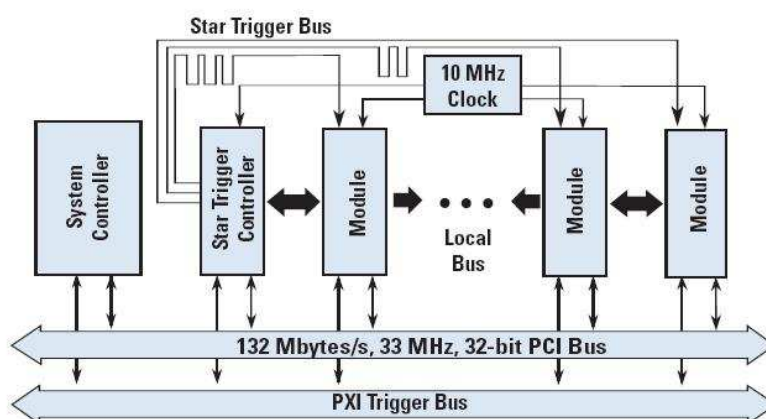 Star Trigger Bus
10 MHz
Clock
System
Controller
Star Trigger
Controller
Module
Local
Bus
Module
Module
132 Mbytes/s, 33 MHz, 32-bit PCI Bus
PXI Trigger Bus